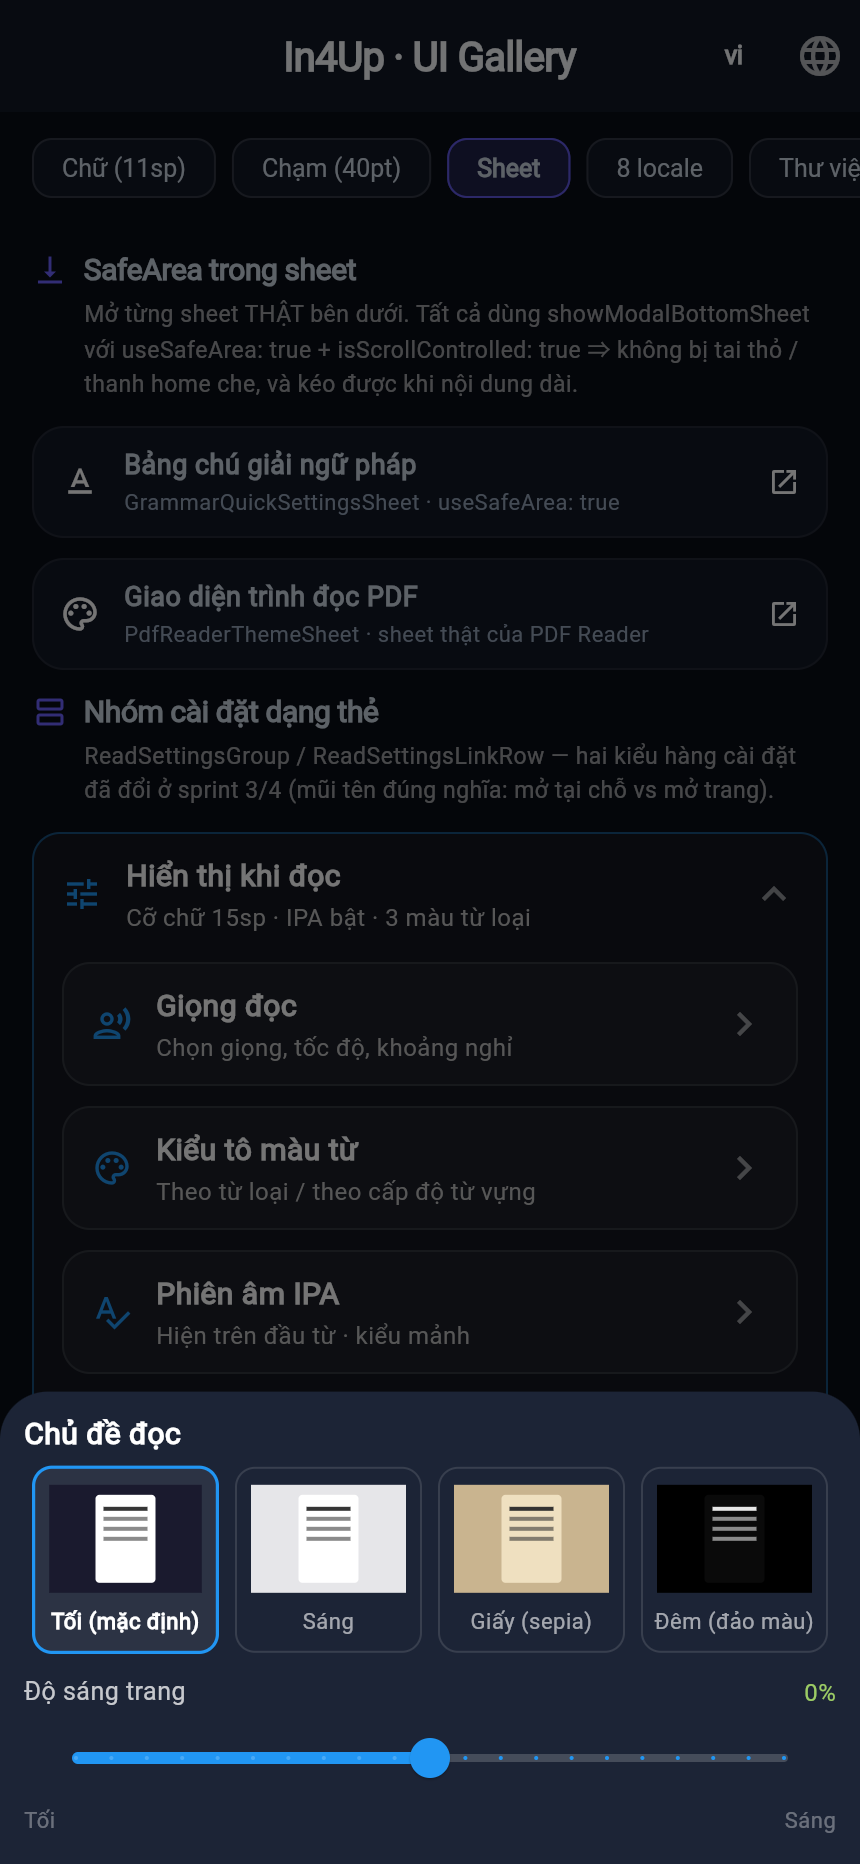 In4Up · UI Gallery
vi
Chữ (11sp)
Chạm (40pt)
Sheet
8 locale
Thư việ
SafeArea trong sheet
Mở từng sheet THẬT bên dưới. Tất cả dùng showModalBottomSheet
với useSafeArea: true + isScrollControlled: true ⇒ không bị tai thỏ /
thanh home che, và kéo được khi nội dung dài.
Bảng chú giải ngữ pháp
GrammarQuickSettingsSheet · useSafeArea: true
Giao diện trình đọc PDF
PdfReaderThemeSheet · sheet thật của PDF Reader
Nhóm cài đặt dạng thẻ
ReadSettingsGroup / ReadSettingsLinkRow — hai kiểu hàng cài đặt
đã đổi ở sprint 3/4 (mũi tên đúng nghĩa: mở tại chỗ vs mở trang).
Hiển thị khi đọc
Cỡ chữ 15sp · IPA bật · 3 màu từ loại
Giọng đọc
Chọn giọng, tốc độ, khoảng nghỉ
Kiểu tô màu từ
Theo từ loại / theo cấp độ từ vựng
Phiên âm IPA
Hiện trên đầu từ · kiểu mảnh
Chủ đề đọc
Tối (mặc định)
Sáng
Giấy (sepia)
Đêm (đảo màu)
Độ sáng trang
0%
Tối
Sáng